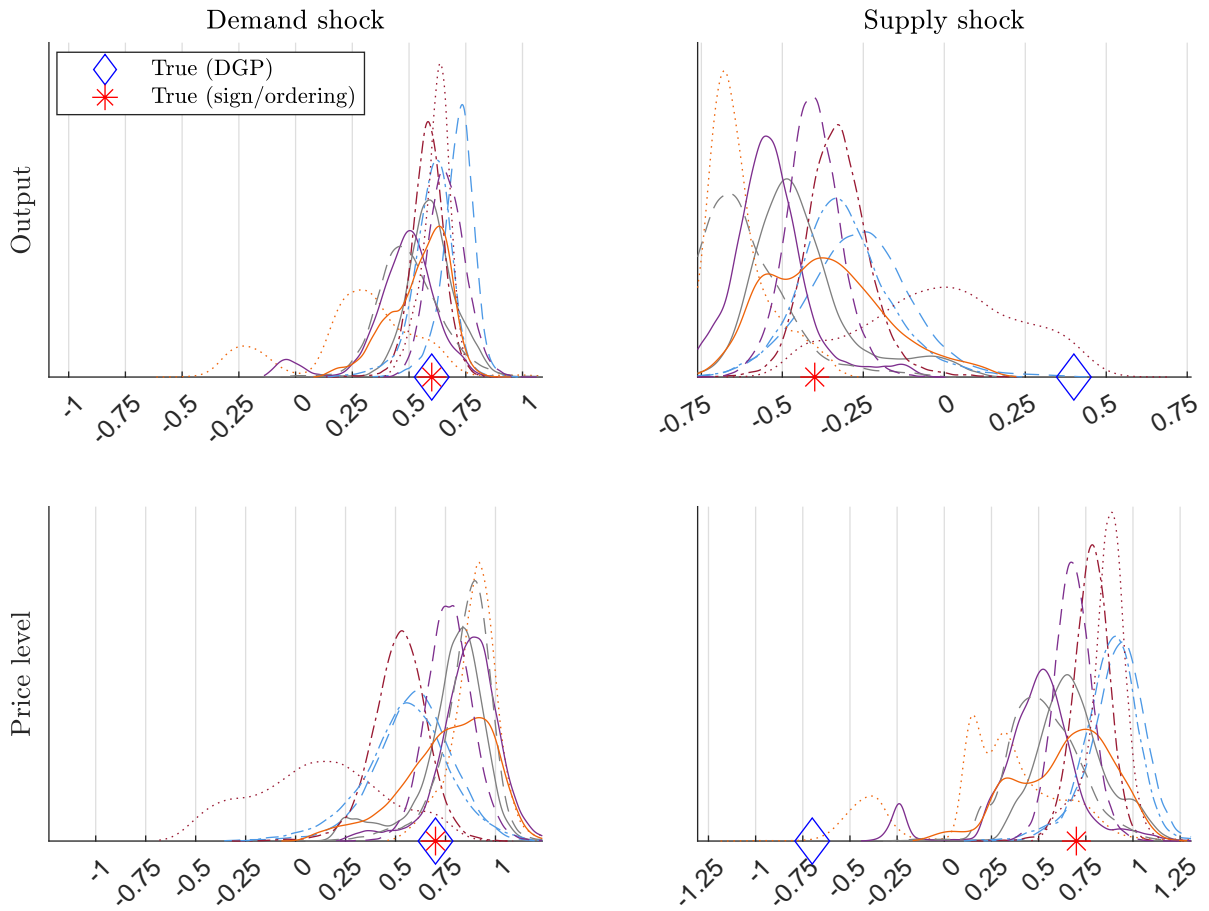 Demand shock
Supply shock
True (DGP)
True (sign/ordering)
Output
-1 -0.75 -0.5 -0.25 0 0.25 0.5 0.75 1
-0.75 -0.5 -0.25 0 0.25 0.5 0.75
Price level
-1 -0.75 -0.5 -0.25 0 0.25 0.5 0.75 1
-1.25 -1 -0.75 -0.5 -0.25 0 0.25 0.5 0.75 1 1.25